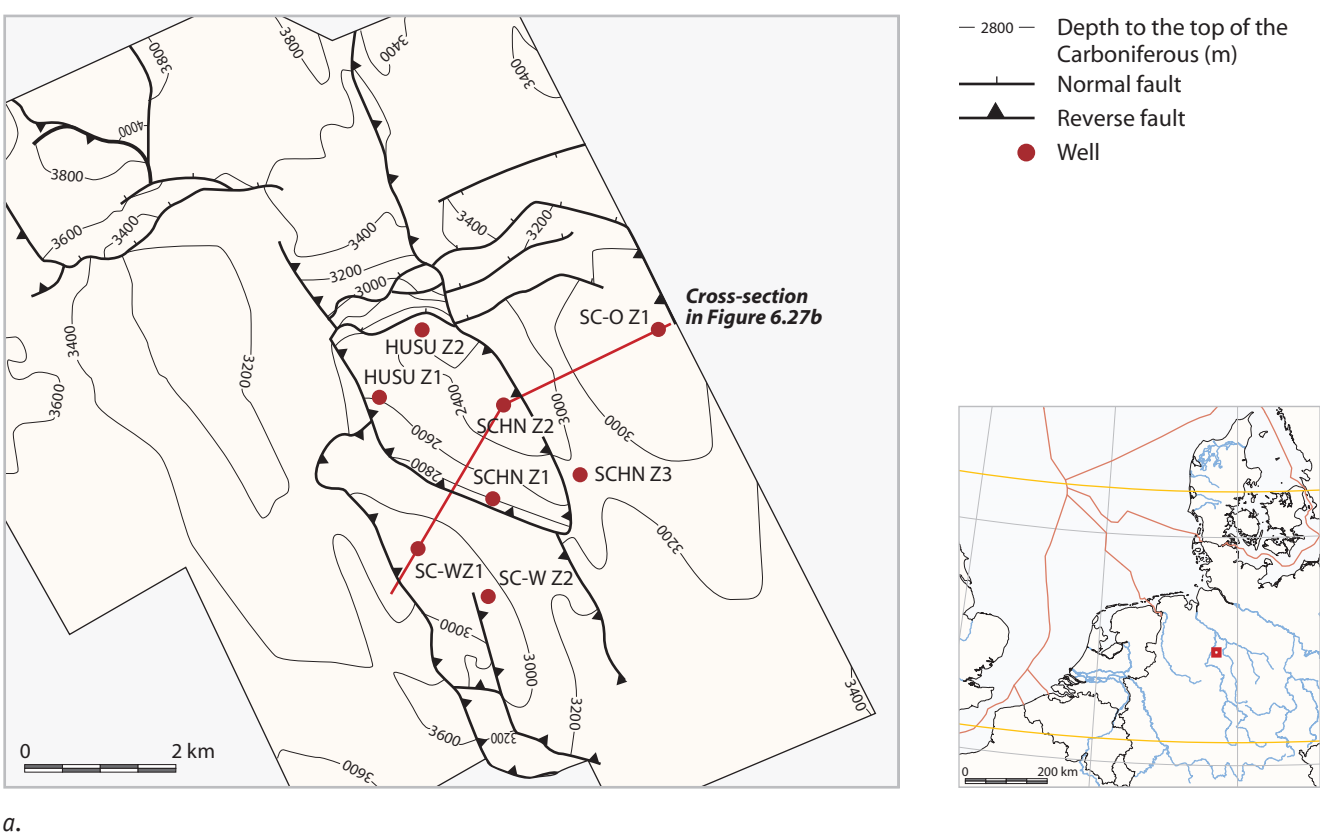 3800
3080
3400
3400
4000
3800
3600
3400
3400
3200
3000
3400
3200
3400
3600
3200
HUSU Z2
HUSU Z1
2400
2600
2800
SCHN Z2
SCHN Z1
SCHN Z3
SC-O Z1
Cross-section
in Figure 6.27b
3000
3000
3200
SC-WZ1
SC-W Z2
3000
3000
3200
3200
3600
3600
3400
0 2 km
2800
Depth to the top of the
Carboniferous (m)
Normal fault
Reverse fault
Well
0 200 km
a.